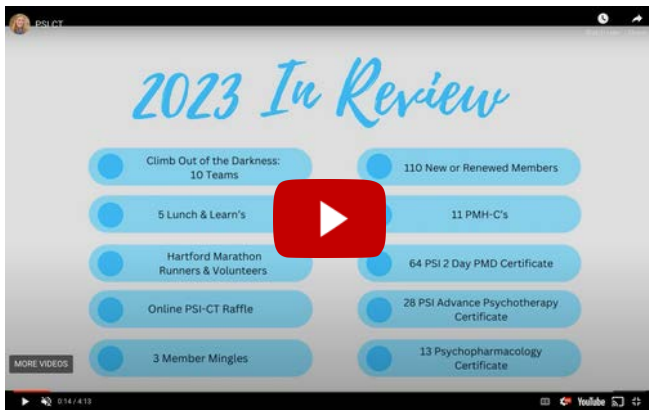 PSI CT
2023 In Review
Climb Out of the Darkness:
10 Teams
5 Lunch & Learn's
Hartford Marathon
Runners & Volunteers
Online PSI-CT Raffle
3 Member Mingles
110 New or Renewed Members
11 PMH-C's
64 PSI 2 Day PMD Certificate
28 PSI Advance Psychotherapy
Certificate
13 Psychopharmacology
Certificate
MORE VIDEOS
0:14 / 4:13
YouTube